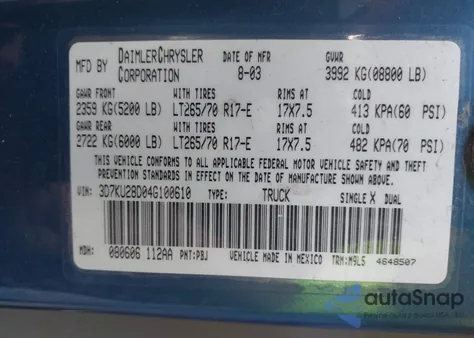 MFD BY DAIMLERCHRYSLER CORPORATION DATE OF MFR 8-03 GVWR 3992 KG(08800 LB)
GAWR FRONT WITH TIRES RIMS AT COLD
2359 KG(5200 LB) LT265/70 R17-E 17X7.5 413 KPA(60 PSI)
GAWR REAR WITH TIRES RIMS AT COLD
2722 KG(6000 LB) LT265/70 R17-E 17X7.5 482 KPA(70 PSI)
THIS VEHICLE CONFORMS TO ALL APPLICABLE FEDERAL MOTOR VEHICLE SAFETY AND THEFT
PREVENTION STANDARDS IN EFFECT ON THE DATE OF MANUFACTURE SHOWN ABOVE
VIN: 3D7KU28D04G100610 TYPE: TRUCK SINGLE X DUAL
MDH: 080606 112AA PNT:PBJ VEHICLE MADE IN MEXICO TRM:M9L5 4648507
autoSnap